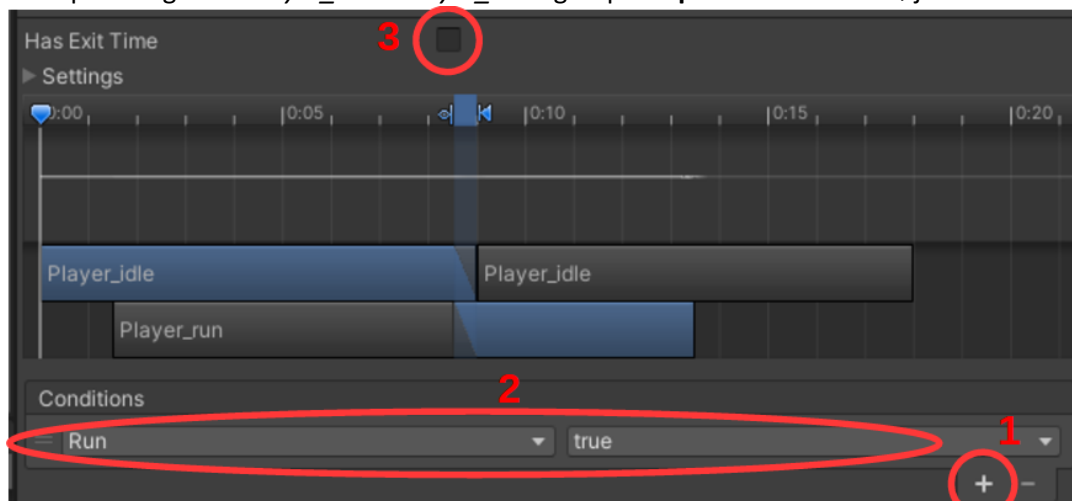 Has Exit Time 3
Settings
0:00 0:05 0:10 0:15 0:20
Player_idle Player_idle
Player_run
Conditions
2
Run true 1
+ -